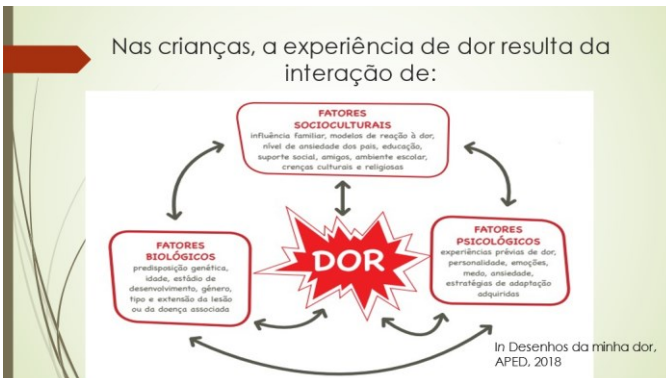 Nas crianças, a experiência de dor resulta da
interação de:
FATORES
SOCIOCULTURAIS
influência familiar, modelos de reação à dor,
nível de ansiedade dos pais, educação,
suporte social, amigos, ambiente escolar,
crenças culturais e religiosas
FATORES
BIOLÓGICOS
predisposição genética,
idade, estádio de
desenvolvimento, género,
tipo e extensão da lesão
ou da doença associada
DOR
FATORES
PSICOLÓGICOS
experiências prévias de dor,
personalidade, emoções,
medo, ansiedade,
estratégias de adaptação
adquiridas
In Desenhos da minha dor,
APED, 2018